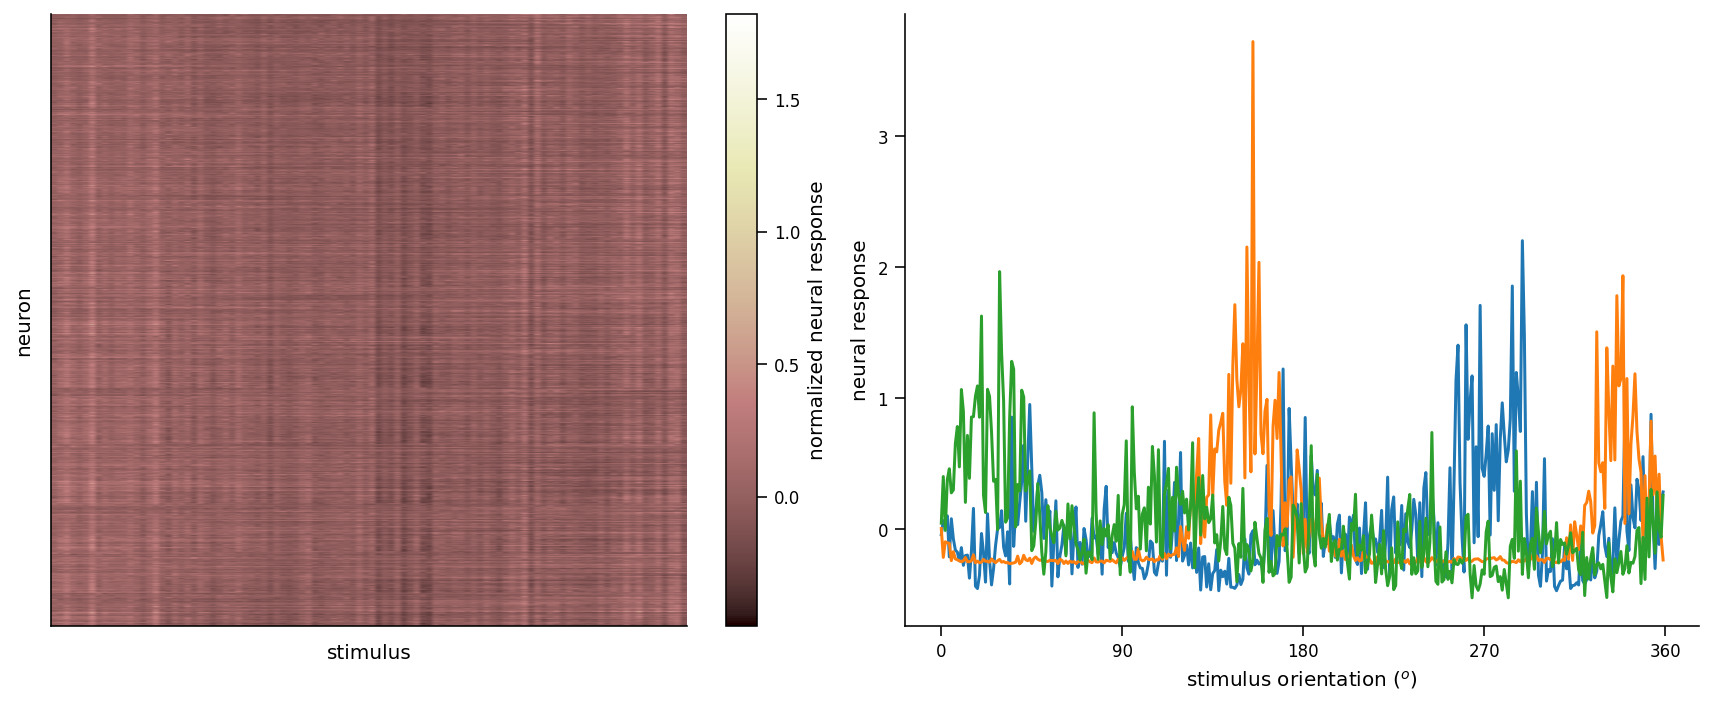 neuron
stimulus
1.5
1.0
0.5
0.0
normalized neural response
neural response
3
2
1
0
0 90 180 270 360
stimulus orientation (o)